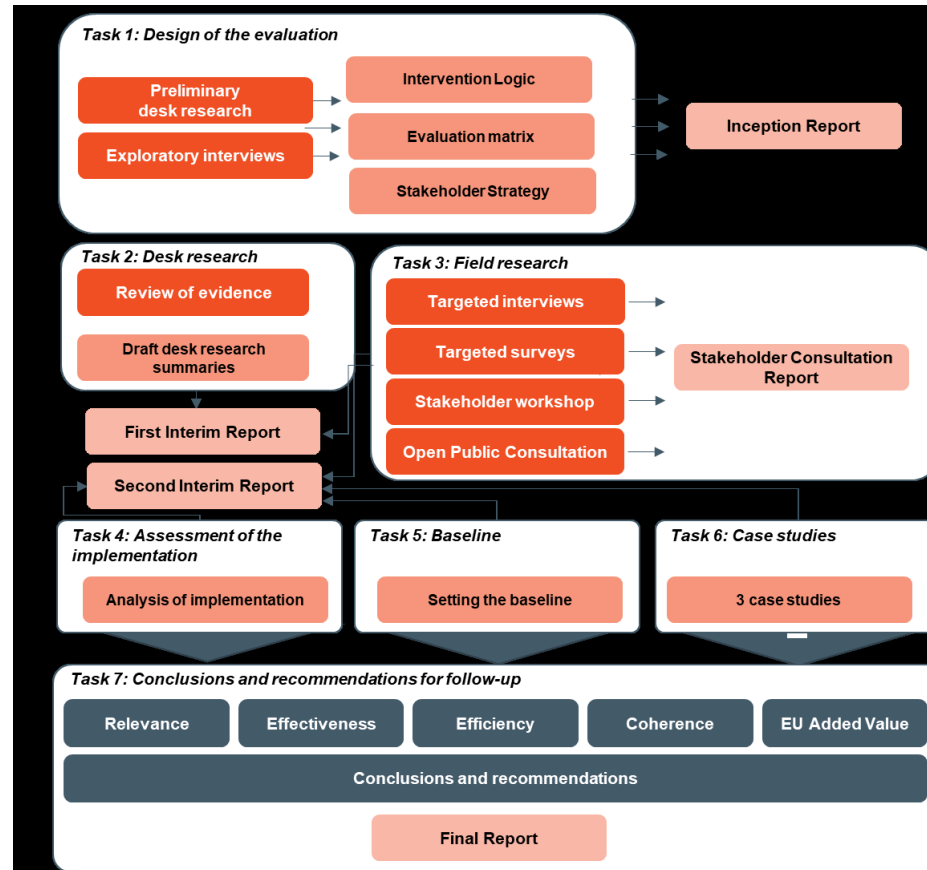 Task 1: Design of the evaluation
Preliminary
desk research
Exploratory interviews
Intervention Logic
Evaluation matrix
Stakeholder Strategy
Inception Report
Task 2: Desk research
Review of evidence
Draft desk research
summaries
First Interim Report
Second Interim Report
Task 3: Field research
Targeted interviews
Targeted surveys
Stakeholder workshop
Open Public Consultation
Stakeholder Consultation
Report
Task 4: Assessment of the
implementation
Analysis of implementation
Task 5: Baseline
Setting the baseline
Task 6: Case studies
3 case studies
Task 7: Conclusions and recommendations for follow-up
Relevance
Effectiveness
Efficiency
Coherence
EU Added Value
Conclusions and recommendations
Final Report